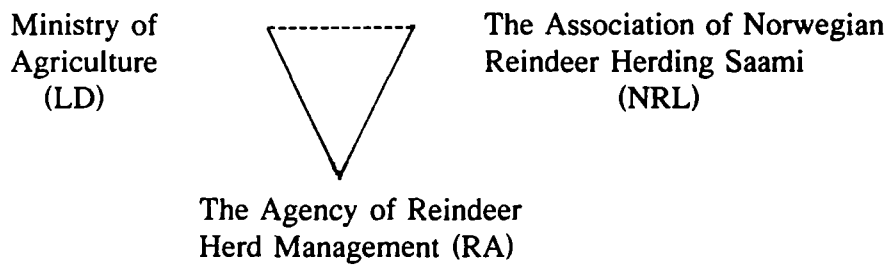 Ministry of
Agriculture
(LD)
The Association of Norwegian
Reindeer Herding Saami
(NRL)
The Agency of Reindeer
Herd Management (RA)